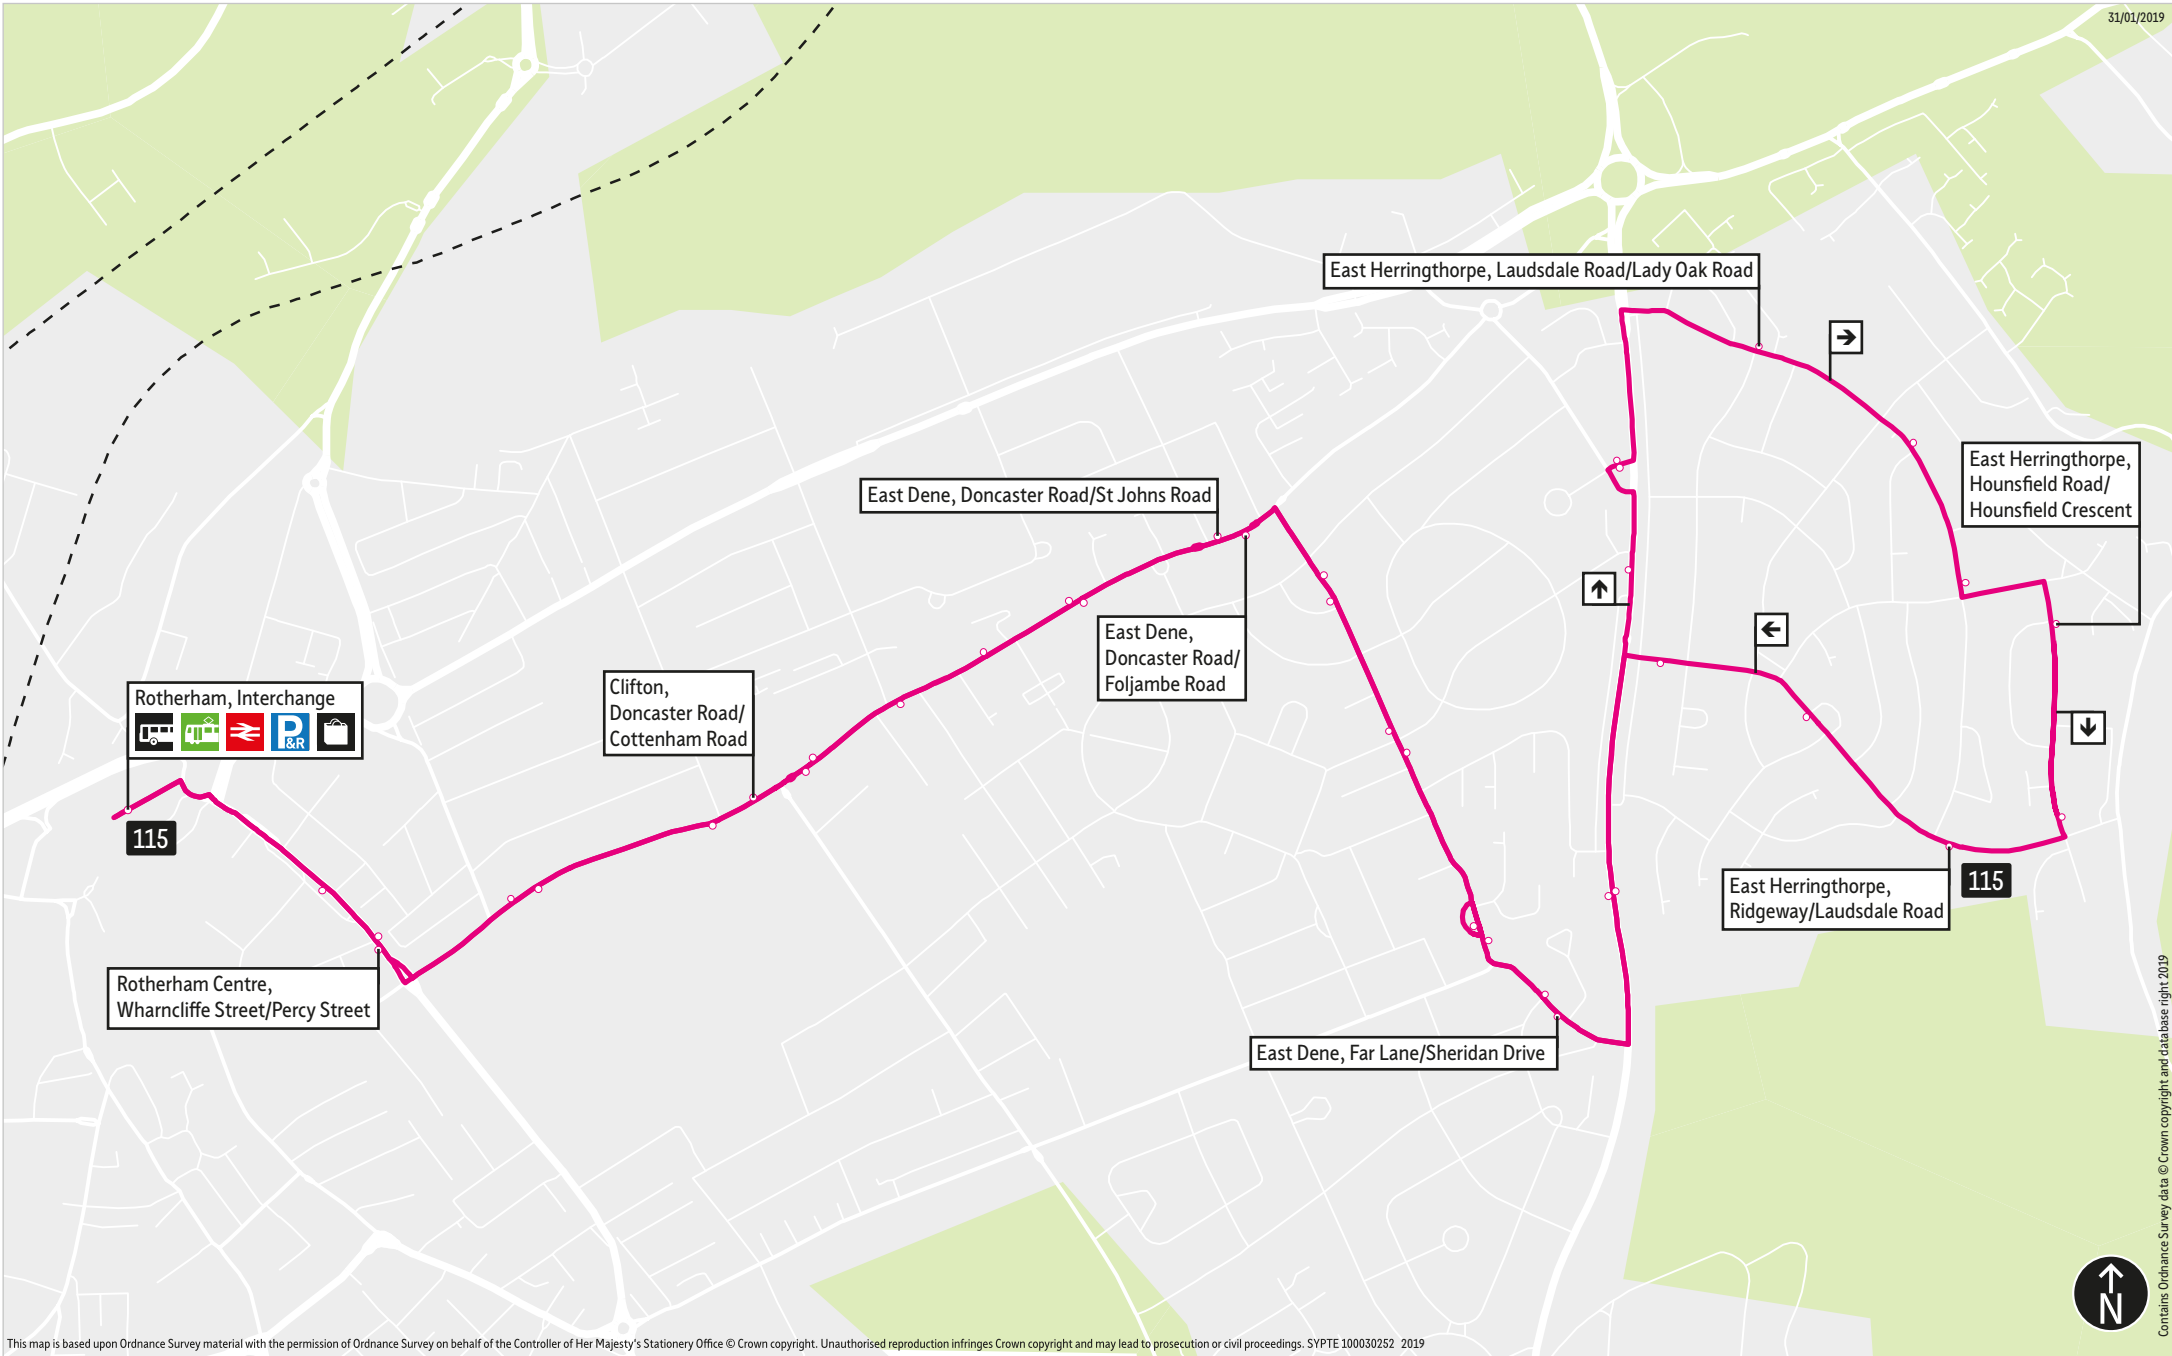 31/01/2019
East Herringthorpe, Laudsdale Road/Lady Oak Road
East Herringthorpe,
Hounsfield Road/
Hounsfield Crescent
East Dene, Doncaster Road/St Johns Road
East Dene,
Doncaster Road/
Foljambe Road
Clifton,
Doncaster Road/
Cottenham Road
Rotherham, Interchange
P
&R
115
East Herringthorpe,
Ridgeway/Laudsdale Road
115
Rotherham Centre,
Wharncliffe Street/Percy Street
East Dene, Far Lane/Sheridan Drive
N
Contains Ordnance Survey data © Crown copyright and database right 2019
This map is based upon Ordnance Survey material with the permission of Ordnance Survey on behalf of the Controller of Her Majesty's Stationery Office © Crown copyright. Unauthorised reproduction infringes Crown copyright and may lead to prosecution or civil proceedings. SYPTE 100030252 2019